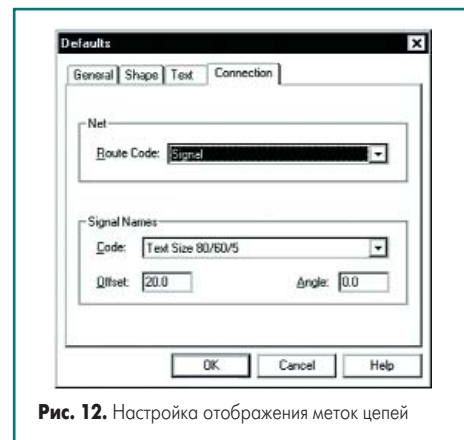 Defaults
General Shape Text Connection
Net
Route Code: Signal
Signal Names
Code: Text Size 80/60/5
Offset: 20.0 Angle: 0.0
OK Cancel Help
Рис. 12. Настройка отображения меток цепей